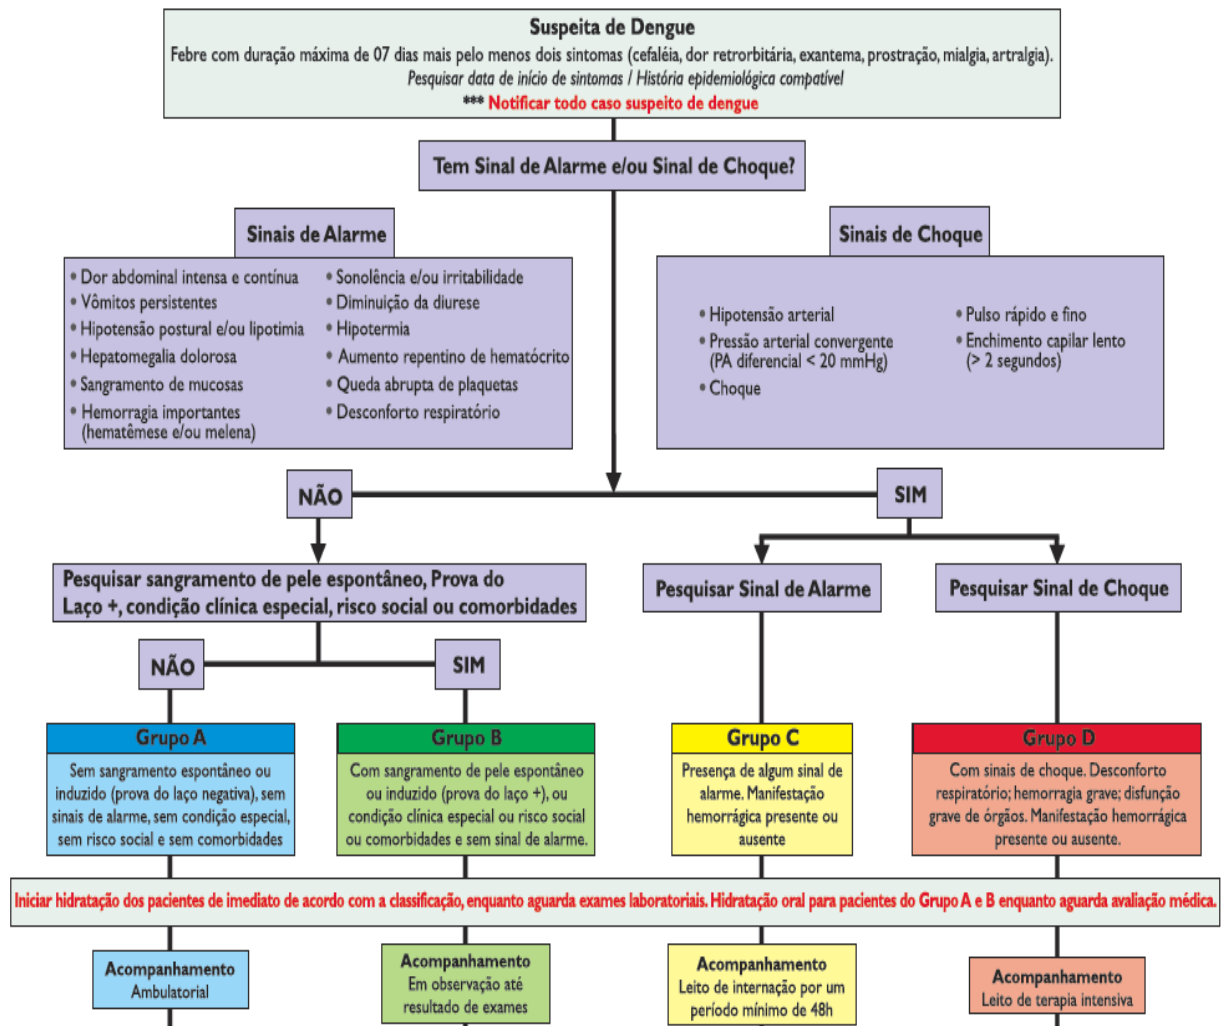 Suspeita de Dengue
Febre com duração máxima de 07 dias mais pelo menos dois sintomas (cefaléia, dor retrorbitária, exantema, prostração, mialgia, artralgia).
Pesquisar data de início de sintomas / História epidemiológica compatível
*** Notificar todo caso suspeito de dengue
Tem Sinal de Alarme e/ou Sinal de Choque?
Sinais de Alarme
• Dor abdominal intensa e contínua
• Vômitos persistentes
• Hipotensão postural e/ou lipotimia
• Hepatomegalia dolorosa
• Sangramento de mucosas
• Hemorragia importantes
(hematêmese e/ou melena)
• Sonolência e/ou irritabilidade
• Diminuição da diurese
• Hipotermia
• Aumento repentino de hematócrito
• Queda abrupta de plaquetas
• Desconforto respiratório
Sinais de Choque
• Hipotensão arterial
• Pressão arterial convergente
(PA diferencial < 20 mmHg)
• Choque
• Pulso rápido e fino
• Enchimento capilar lento
(> 2 segundos)
NÃO
SIM
Pesquisar sangramento de pele espontâneo, Prova do
Laço +, condição clínica especial, risco social ou comorbidades
Pesquisar Sinal de Alarme
Pesquisar Sinal de Choque
NÃO
SIM
Grupo A
Sem sangramento espontâneo ou
induzido (prova do laço negativa), sem
sinais de alarme, sem condição especial,
sem risco social e sem comorbidades
Grupo B
Com sangramento de pele espontâneo
ou induzido (prova do laço +), ou
condição clínica especial ou risco social
ou comorbidades e sem sinal de alarme.
Grupo C
Presença de algum sinal de
alarme. Manifestação
hemorrágica presente ou
ausente
Grupo D
Com sinais de choque. Desconforto
respiratório; hemorragia grave; disfunção
grave de órgãos. Manifestação hemorrágica
presente ou ausente.
Iniciar hidratação dos pacientes de imediato de acordo com a classificação, enquanto aguarda exames laboratoriais. Hidratação oral para pacientes do Grupo A e B enquanto aguarda avaliação médica.
Acompanhamento
Ambulatorial
Acompanhamento
Em observação até
resultado de exames
Acompanhamento
Leito de internação por um
período mínimo de 48h
Acompanhamento
Leito de terapia intensiva